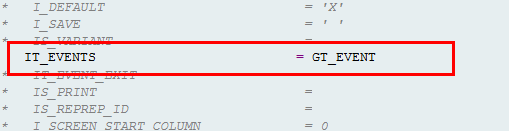 * I_DEFAULT = 'X'
* I_SAVE = ' '
* IS_VARIANT =
IT_EVENTS = GT_EVENT
* IT_EVENT_EXIT
* IS_PRINT =
* IS_REPREP_ID =
* I_SCREEN_START_COLUMN = 0